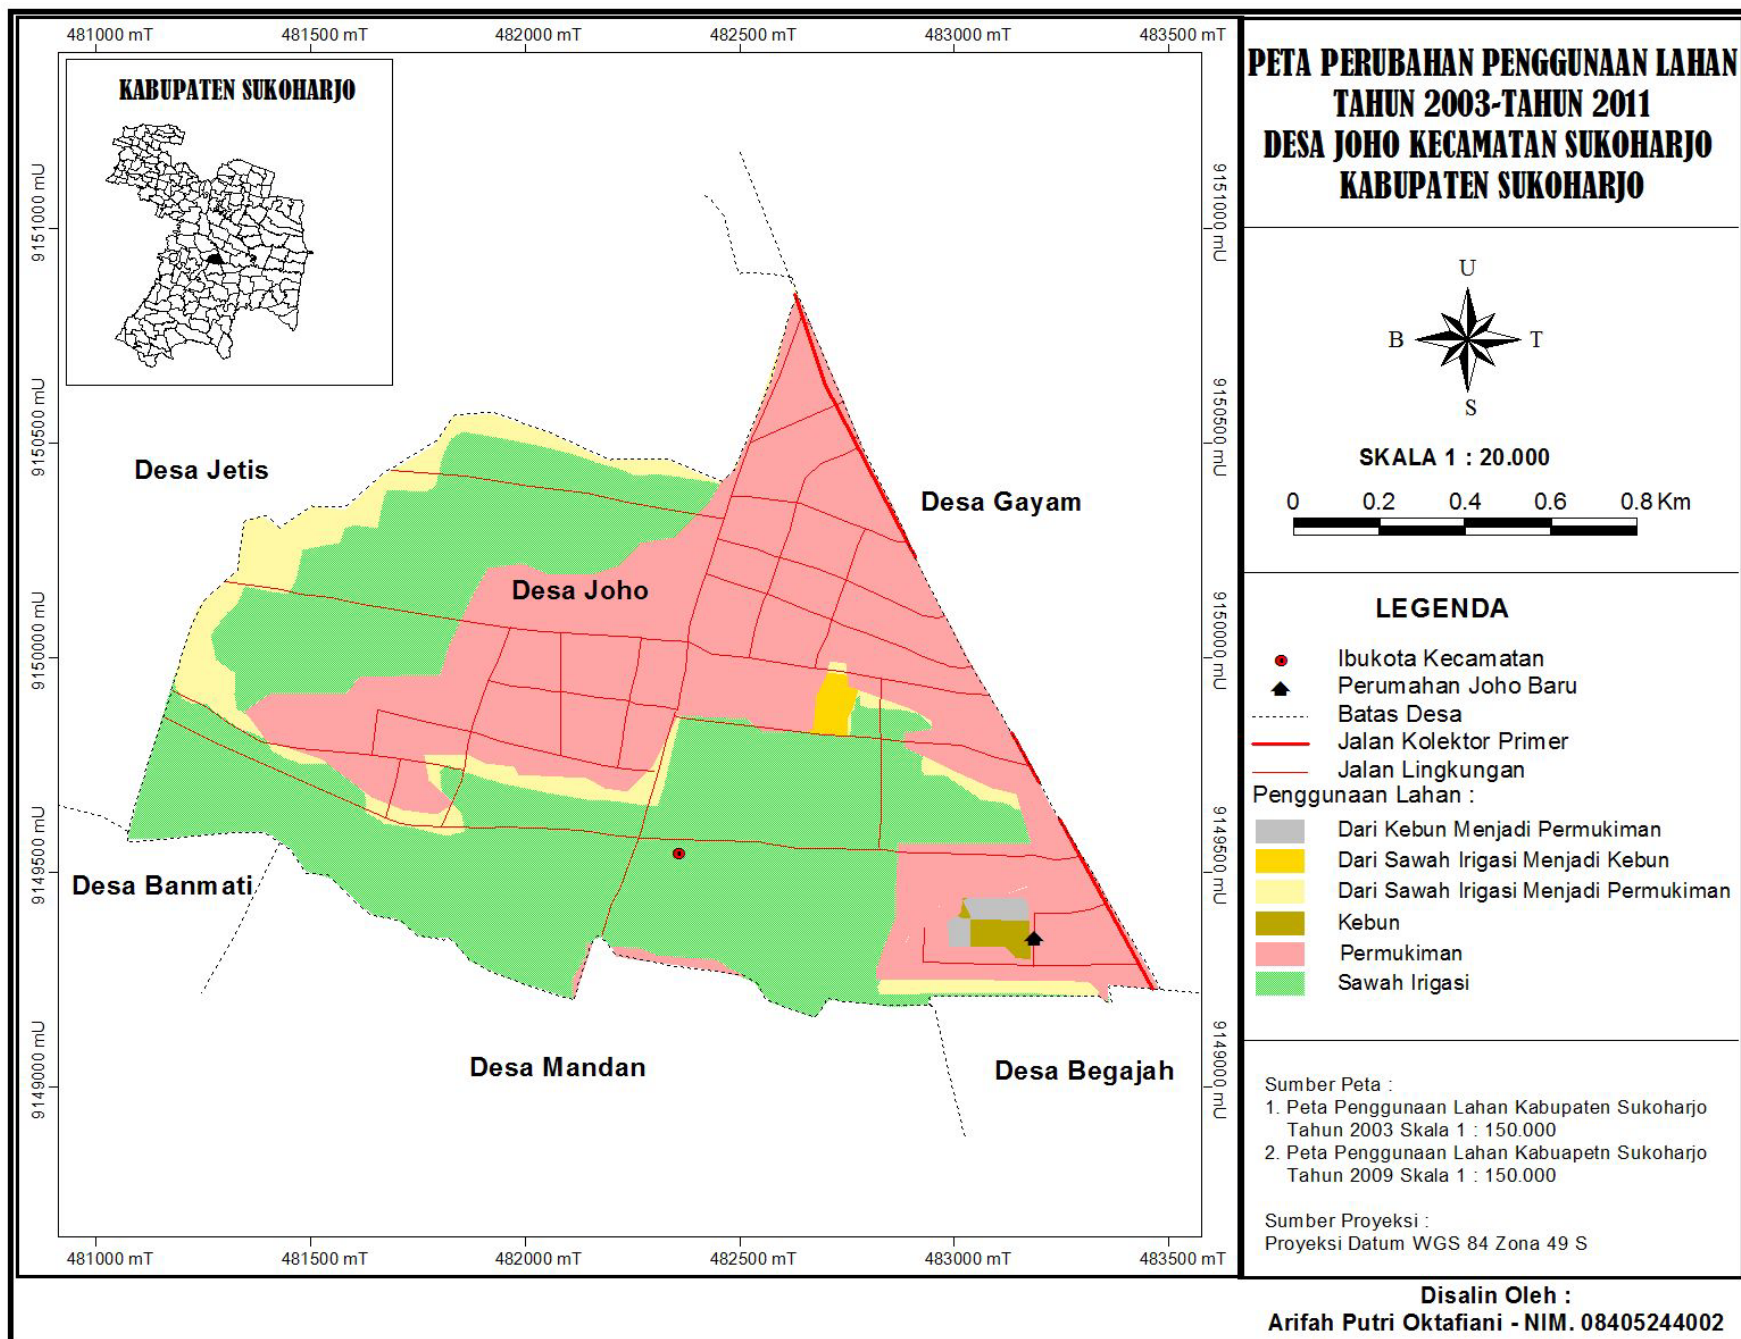 481000 mT
481500 mT
482000 mT
482500 mT
483000 mT
483500 mT
KABUPATEN SUKOHARJO
9151000 mU
9150500 mU
9150000 mU
9149500 mU
9149000 mU
9151000 mU
9150500 mU
9150000 mU
9149500 mU
9149000 mU
Desa Jetis
Desa Gayam
Desa Joho
Desa Banmati
Desa Mandan
Desa Begajah
481000 mT
481500 mT
482000 mT
482500 mT
483000 mT
483500 mT
PETA PERUBAHAN PENGGUNAAN LAHAN
TAHUN 2003-TAHUN 2011
DESA JOHO KECAMATAN SUKOHARJO
KABUPATEN SUKOHARJO
U
B
T
S
SKALA 1 : 20.000
0 0.2 0.4 0.6 0.8 Km
LEGENDA
Ibukota Kecamatan
Perumahan Joho Baru
Batas Desa
Jalan Kolektor Primer
Jalan Lingkungan
Penggunaan Lahan :
Dari Kebun Menjadi Permukiman
Dari Sawah Irigasi Menjadi Kebun
Dari Sawah Irigasi Menjadi Permukiman
Kebun
Permukiman
Sawah Irigasi
Sumber Peta :
1. Peta Penggunaan Lahan Kabupaten Sukoharjo
Tahun 2003 Skala 1 : 150.000
2. Peta Penggunaan Lahan Kabuapetn Sukoharjo
Tahun 2009 Skala 1 : 150.000
Sumber Proyeksi :
Proyeksi Datum WGS 84 Zona 49 S
Disalin Oleh :
Arifah Putri Oktafiani - NIM. 08405244002